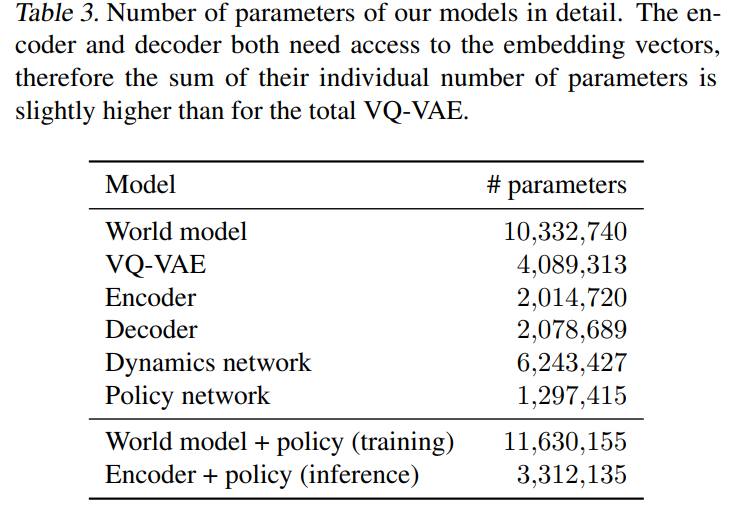 Table 3. Number of parameters of our models in detail. The en-
coder and decoder both need access to the embedding vectors,
therefore the sum of their individual number of parameters is
slightly higher than for the total VQ-VAE.
Model # parameters
World model 10,332,740
VQ-VAE 4,089,313
Encoder 2,014,720
Decoder 2,078,689
Dynamics network 6,243,427
Policy network 1,297,415
World model + policy (training) 11,630,155
Encoder + policy (inference) 3,312,135